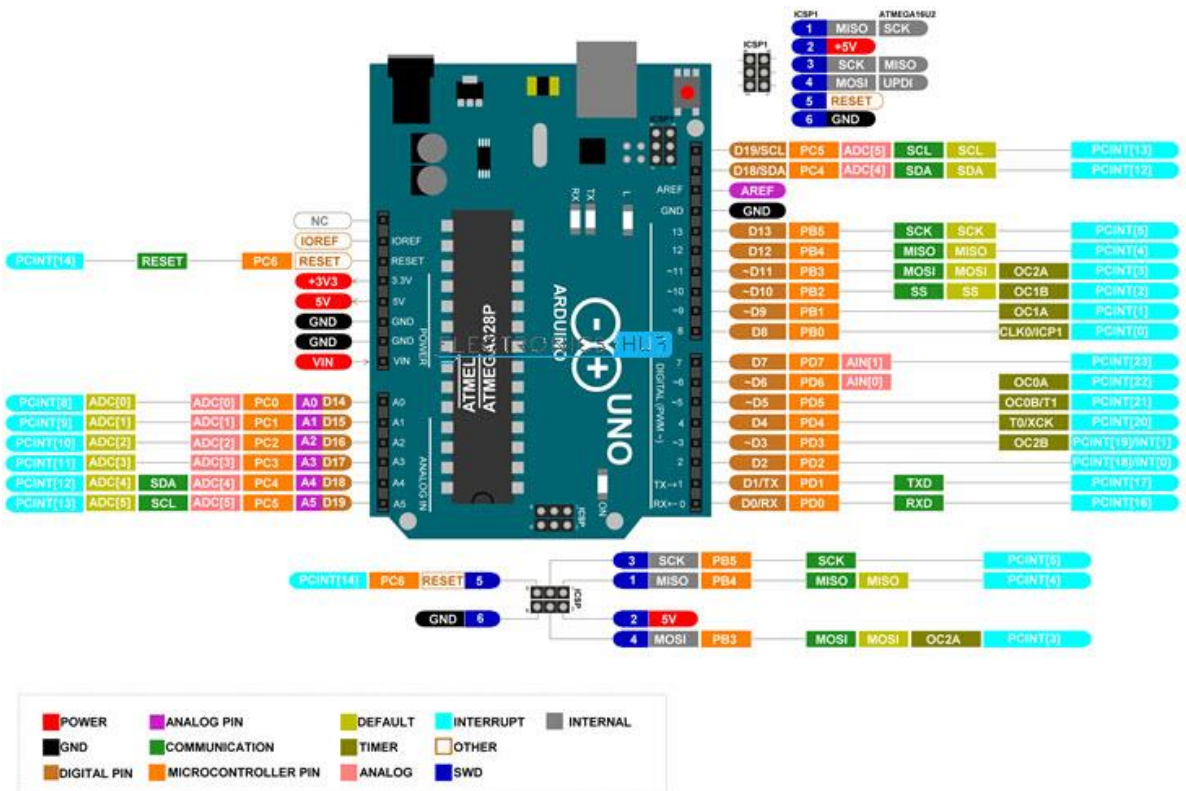 ICSP1 ATMEGA16U2
1 MISO SCK
2 +5V
3 SCK MISO
4 MOSI UPDI
5 RESET
6 GND
ICSP1
ICSP1
D19/SCL PC5 ADC[5] SCL SCL PCINT[13]
D18/SDA PC4 ADC[4] SDA SDA PCINT[12]
AREF AREF
GND GND
13 D13 PB5 SCK SCK PCINT[5]
12 D12 PB4 MISO MISO PCINT[4]
~11 ~D11 PB3 MOSI MOSI OC2A PCINT[3]
~10 ~D10 PB2 SS SS OC1B PCINT[2]
~9 ~D9 PB1 OC1A PCINT[1]
8 D8 PB0 CLK0/ICP1 PCINT[0]
7 D7 PD7 AIN[1] PCINT[23]
~6 ~D6 PD6 AIN[0] OC0A PCINT[22]
~5 ~D5 PD5 OC0B/T1 PCINT[21]
4 D4 PD4 T0/XCK PCINT[20]
~3 ~D3 PD3 OC2B PCINT[19]/INT[1]
2 D2 PD2 PCINT[18]/INT[0]
TX→1 D1/TX PD1 TXD PCINT[17]
RX←0 D0/RX PD0 RXD PCINT[16]
RX TX L
NC
IOREF IOREF
PCINT[14] RESET PC6 RESET RESET
+3V3 3.3V
5V 5V
GND GND
GND GND
VIN VIN
POWER
PCINT[8] ADC[0] ADC[0] PC0 A0 D14 A0
PCINT[9] ADC[1] ADC[1] PC1 A1 D15 A1
PCINT[10] ADC[2] ADC[2] PC2 A2 D16 A2
PCINT[11] ADC[3] ADC[3] PC3 A3 D17 A3
PCINT[12] ADC[4] SDA ADC[4] PC4 A4 D18 A4
PCINT[13] ADC[5] SCL ADC[5] PC5 A5 D19 A5
ANALOG IN
ATMEL
ATMEGA328P
ARDUINO
UNO
ELECTRONICS HUB
DIGITAL (PWM ~)
ON
ICSP
3 SCK PB5 SCK PCINT[5]
PCINT[14] PC6 RESET 5
1 MISO PB4 MISO MISO PCINT[4]
ICSP
GND 6
2 5V
4 MOSI PB3 MOSI MOSI OC2A PCINT[3]
POWER ANALOG PIN DEFAULT INTERRUPT INTERNAL
GND COMMUNICATION TIMER OTHER
DIGITAL PIN MICROCONTROLLER PIN ANALOG SWD